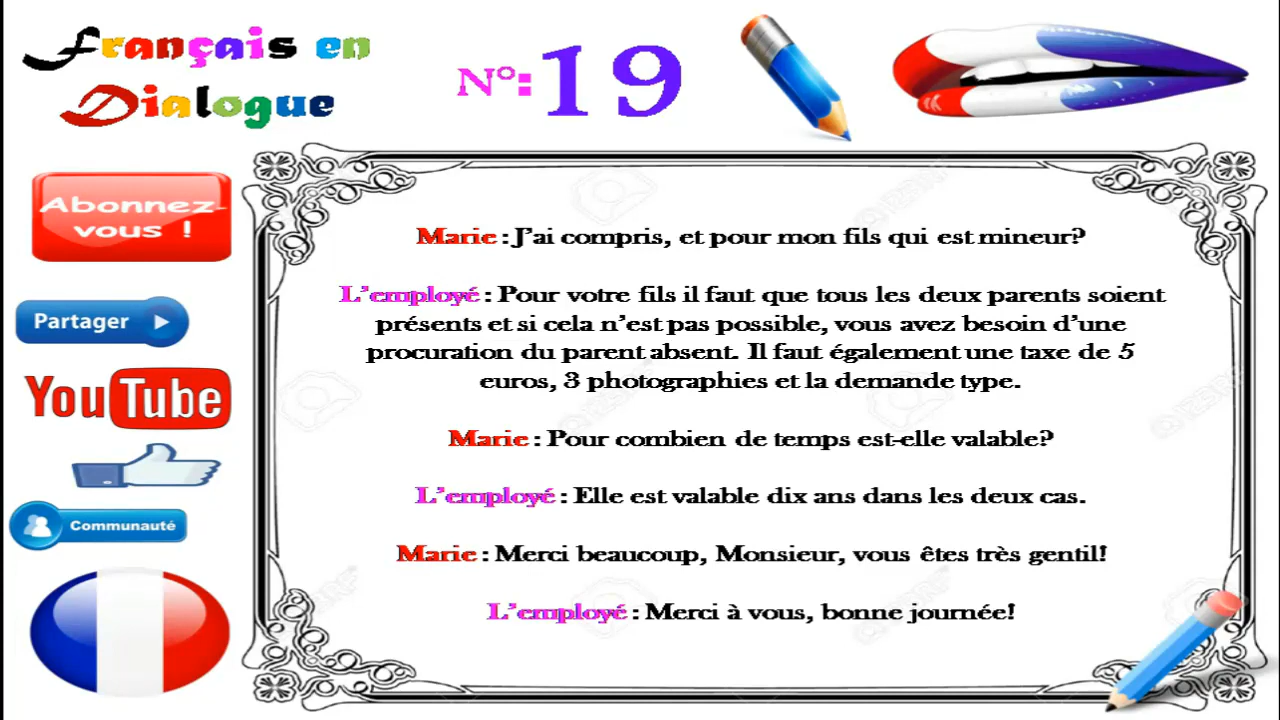 Français en
Dialogue
N°:19
Abonnez-
vous !
Partager
YouTube
Communauté
Marie : J'ai compris, et pour mon fils qui est mineur?
L'employé : Pour votre fils il faut que tous les deux parents soient
présents et si cela n'est pas possible, vous avez besoin d'une
procuration du parent absent. Il faut également une taxe de 5
euros, 3 photographies et la demande type.
Marie : Pour combien de temps est-elle valable?
L'employé : Elle est valable dix ans dans les deux cas.
Marie : Merci beaucoup, Monsieur, vous êtes très gentil!
L'employé : Merci à vous, bonne journée!